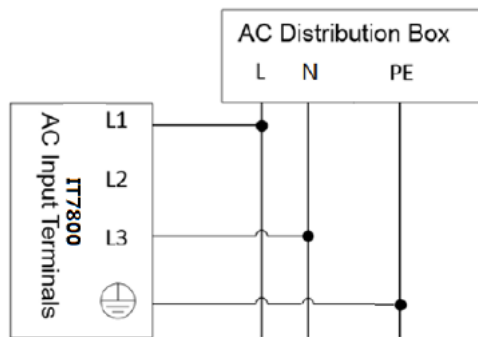 AC Distribution Box
L N PE
L1
L2
L3
IT7800
AC Input Terminals